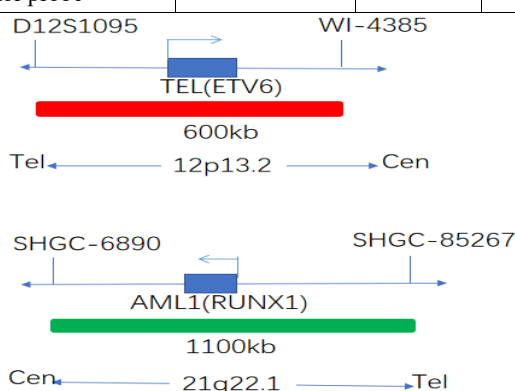 D12S1095 WI-4385
TEL(ETV6)
600kb
Tel 12p13.2 Cen
SHGC-6890 SHGC-85267
AML1(RUNX1)
1100kb
Cen 21q22.1 Tel